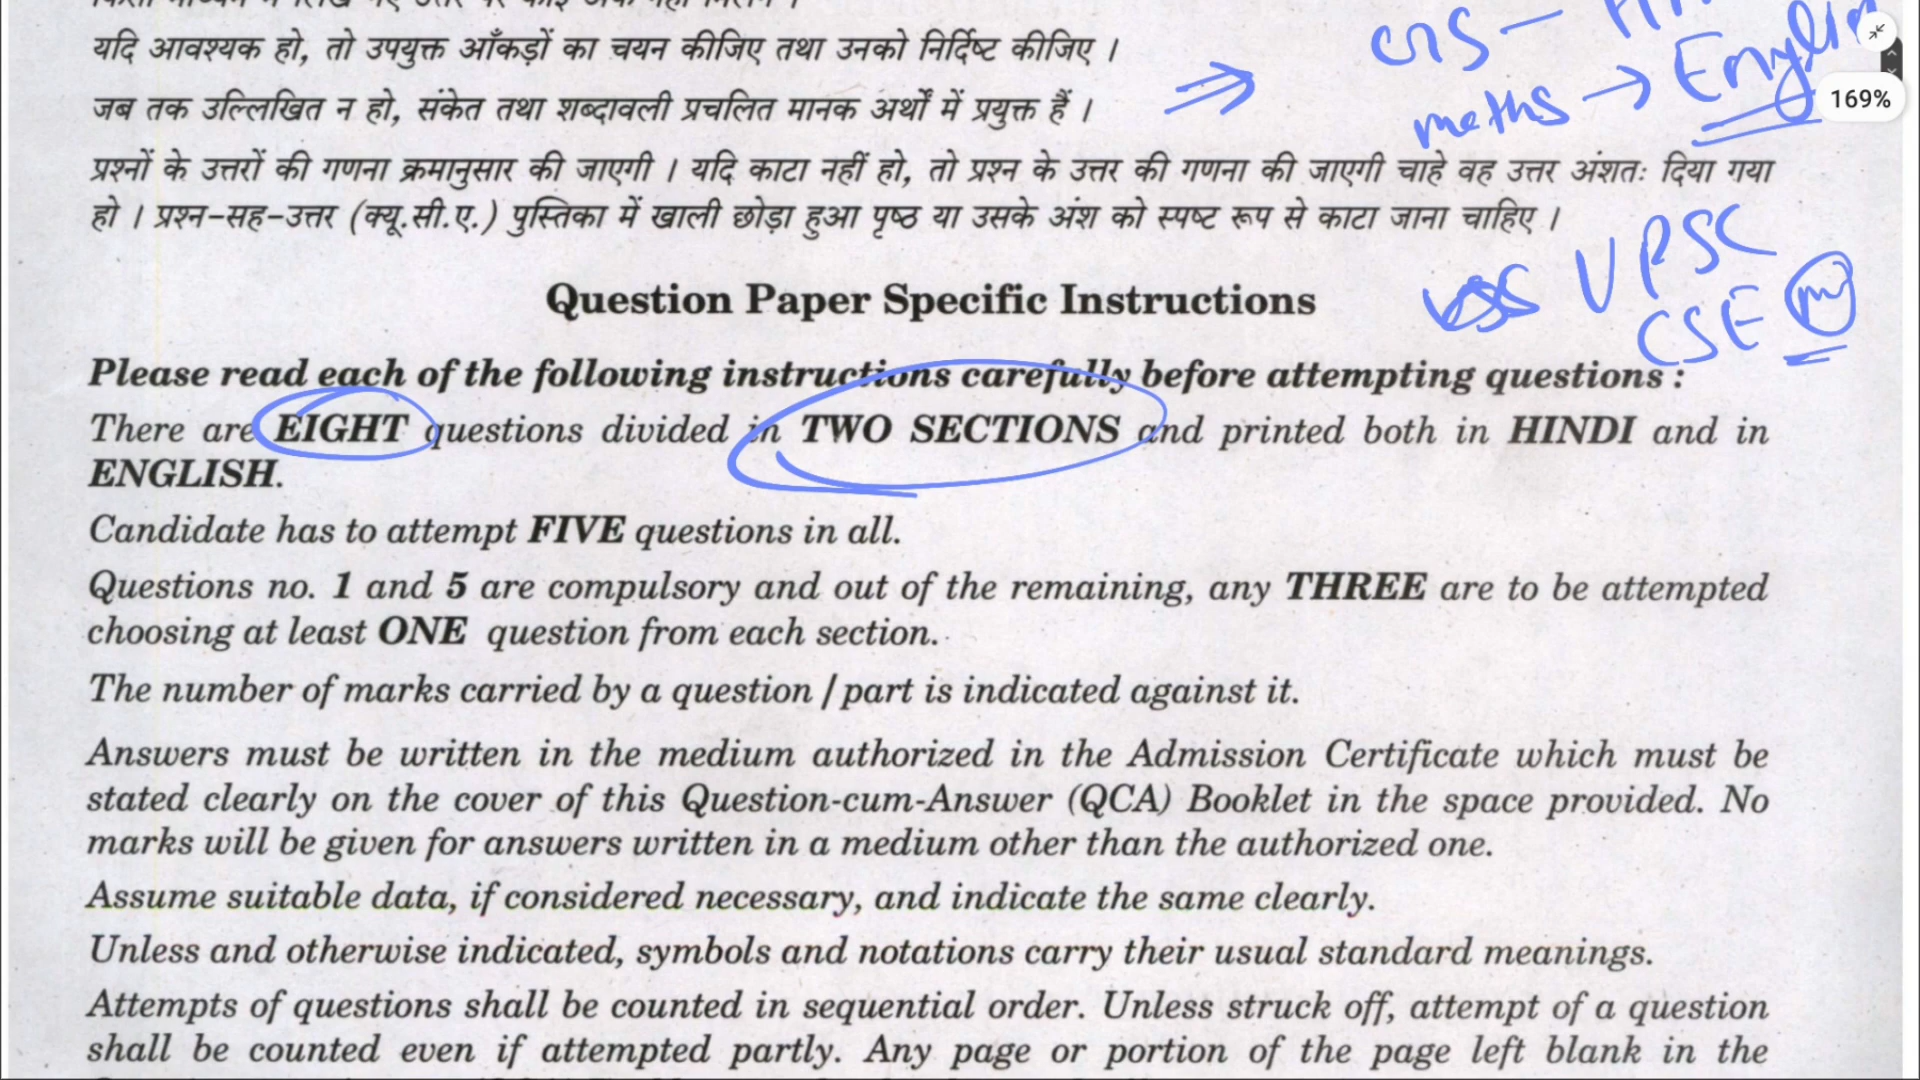 यदि आवश्यक हो, तो उपयुक्त आँकड़ों का चयन कीजिए तथा उनको निर्दिष्ट कीजिए ।
जब तक उल्लिखित न हो, संकेत तथा शब्दावली प्रचलित मानक अर्थों में प्रयुक्त हैं ।
maths → English
169%
प्रश्नों के उत्तरों की गणना क्रमानुसार की जाएगी । यदि काटा नहीं हो, तो प्रश्न के उत्तर की गणना की जाएगी चाहे वह उत्तर अंशतः दिया गया
हो । प्रश्न-सह-उत्तर (क्यू.सी.ए.) पुस्तिका में खाली छोड़ा हुआ पृष्ठ या उसके अंश को स्पष्ट रूप से काटा जाना चाहिए ।
UPSC
CSE
Question Paper Specific Instructions
Please read each of the following instructions carefully before attempting questions :
There are EIGHT questions divided in TWO SECTIONS and printed both in HINDI and in
ENGLISH.
Candidate has to attempt FIVE questions in all.
Questions no. 1 and 5 are compulsory and out of the remaining, any THREE are to be attempted
choosing at least ONE question from each section.
The number of marks carried by a question / part is indicated against it.
Answers must be written in the medium authorized in the Admission Certificate which must be
stated clearly on the cover of this Question-cum-Answer (QCA) Booklet in the space provided. No
marks will be given for answers written in a medium other than the authorized one.
Assume suitable data, if considered necessary, and indicate the same clearly.
Unless and otherwise indicated, symbols and notations carry their usual standard meanings.
Attempts of questions shall be counted in sequential order. Unless struck off, attempt of a question
shall be counted even if attempted partly. Any page or portion of the page left blank in the